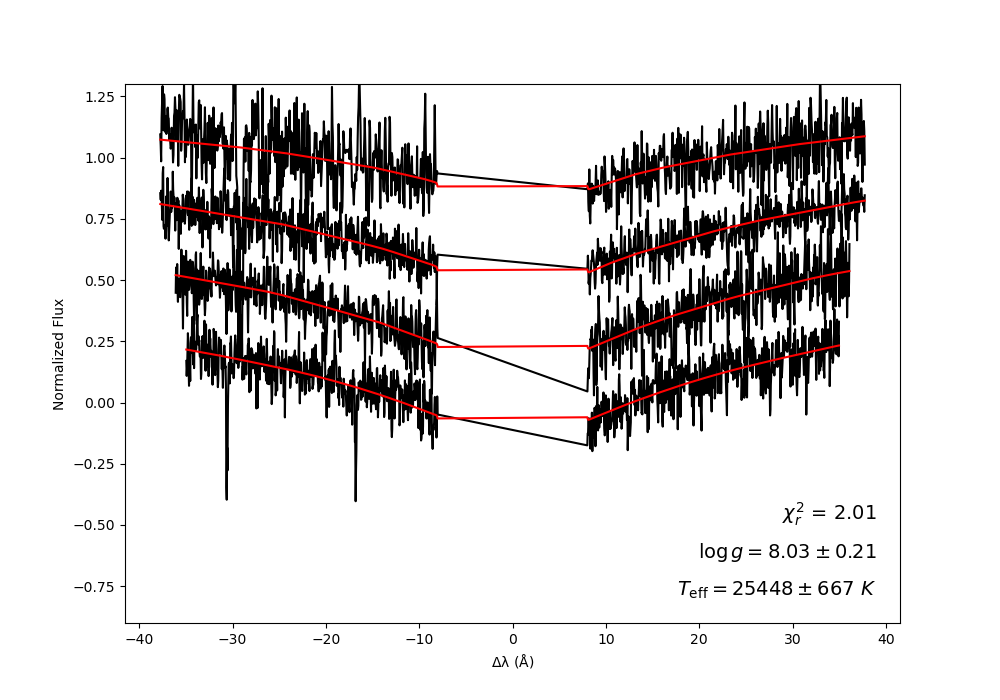 1.25
1.00
0.75
0.50
0.25
0.00
−0.25
−0.50
−0.75
Normalized Flux
χ²ᵣ = 2.01
log g = 8.03 ± 0.21
T_eff = 25448 ± 667 K
−40 −30 −20 −10 0 10 20 30 40
Δλ (Å)